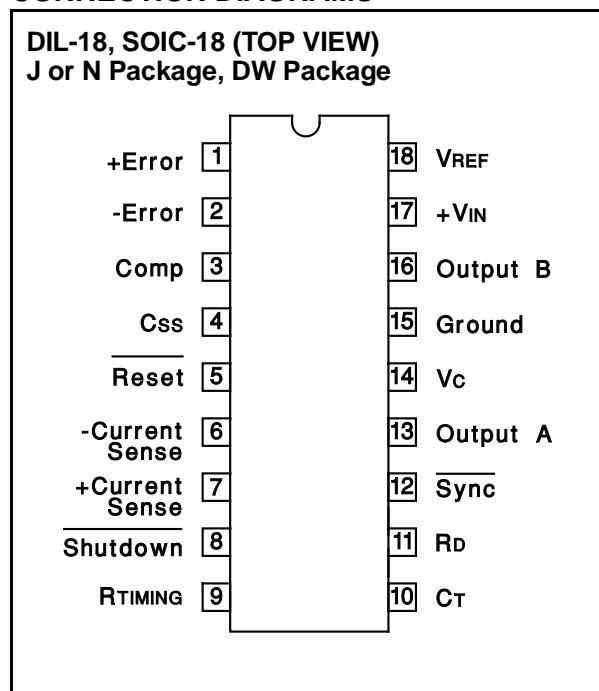 DIL-18, SOIC-18 (TOP VIEW)
J or N Package, DW Package
+Error 1 18 VREF
-Error 2 17 +VIN
Comp 3 16 Output B
Css 4 15 Ground
Reset 5 14 Vc
-Current Sense 6 13 Output A
+Current Sense 7 12 Sync
Shutdown 8 11 RD
RTIMING 9 10 CT